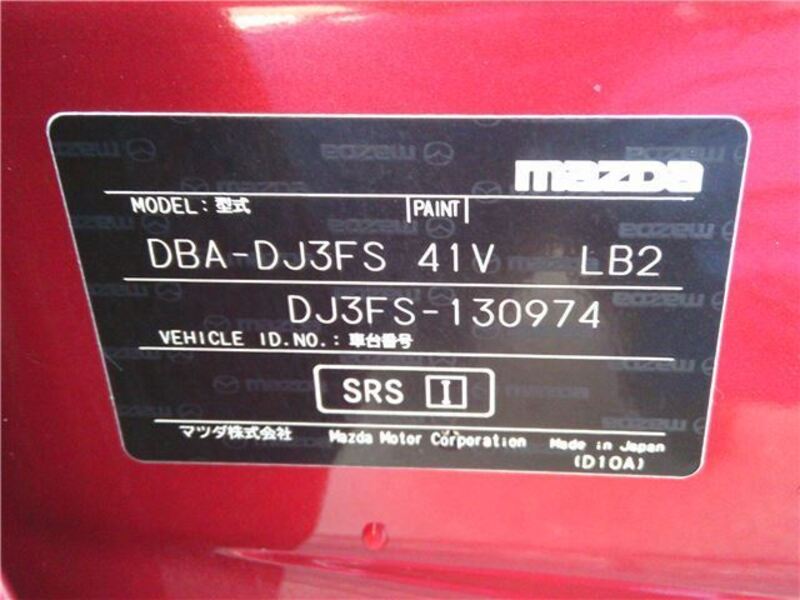 mazda
MODEL: 型式 PAINT
DBA-DJ3FS 41V LB2
DJ3FS-130974
VEHICLE ID.NO.: 車台番号
SRS I
マツダ株式会社 Mazda Motor Corporation Made in Japan
(D10A)